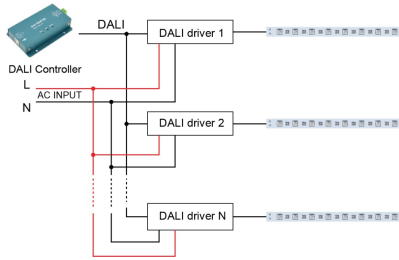 DALI
DALI driver 1
DALI Controller
L
AC INPUT
N
DALI driver 2
DALI driver N